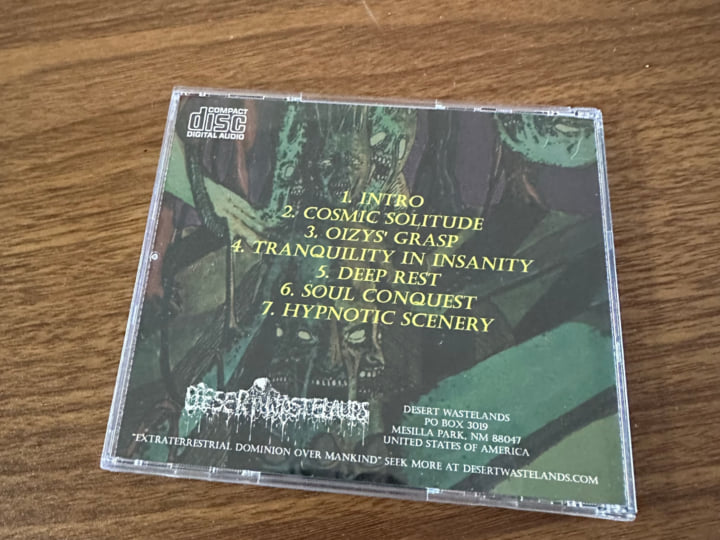 COMPACT
disc
DIGITAL AUDIO
1. INTRO
2. COSMIC SOLITUDE
3. OIZYS' GRASP
4. TRANQUILITY IN INSANITY
5. DEEP REST
6. SOUL CONQUEST
7. HYPNOTIC SCENERY
DESERT WASTELANDS
DESERT WASTELANDS
PO BOX 3019
MESILLA PARK, NM 88047
UNITED STATES OF AMERICA
"EXTRATERRESTRIAL DOMINION OVER MANKIND" SEEK MORE AT DESERTWASTELANDS.COM